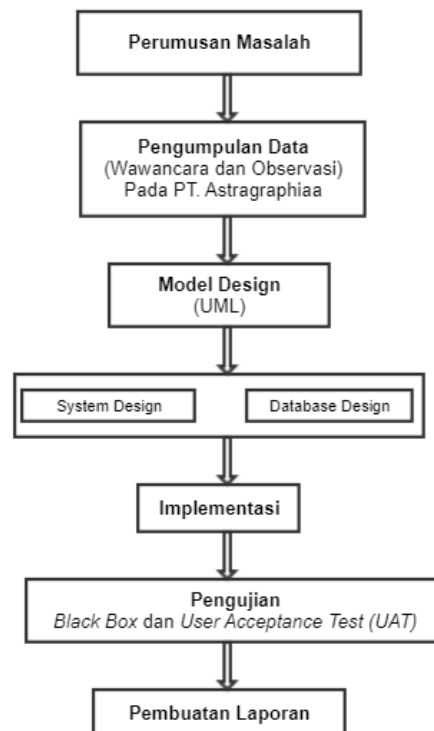 Perumusan Masalah
Pengumpulan Data
(Wawancara dan Observasi)
Pada PT. Astragraphiaa
Model Design
(UML)
System Design
Database Design
Implementasi
Pengujian
Black Box dan User Acceptance Test (UAT)
Pembuatan Laporan